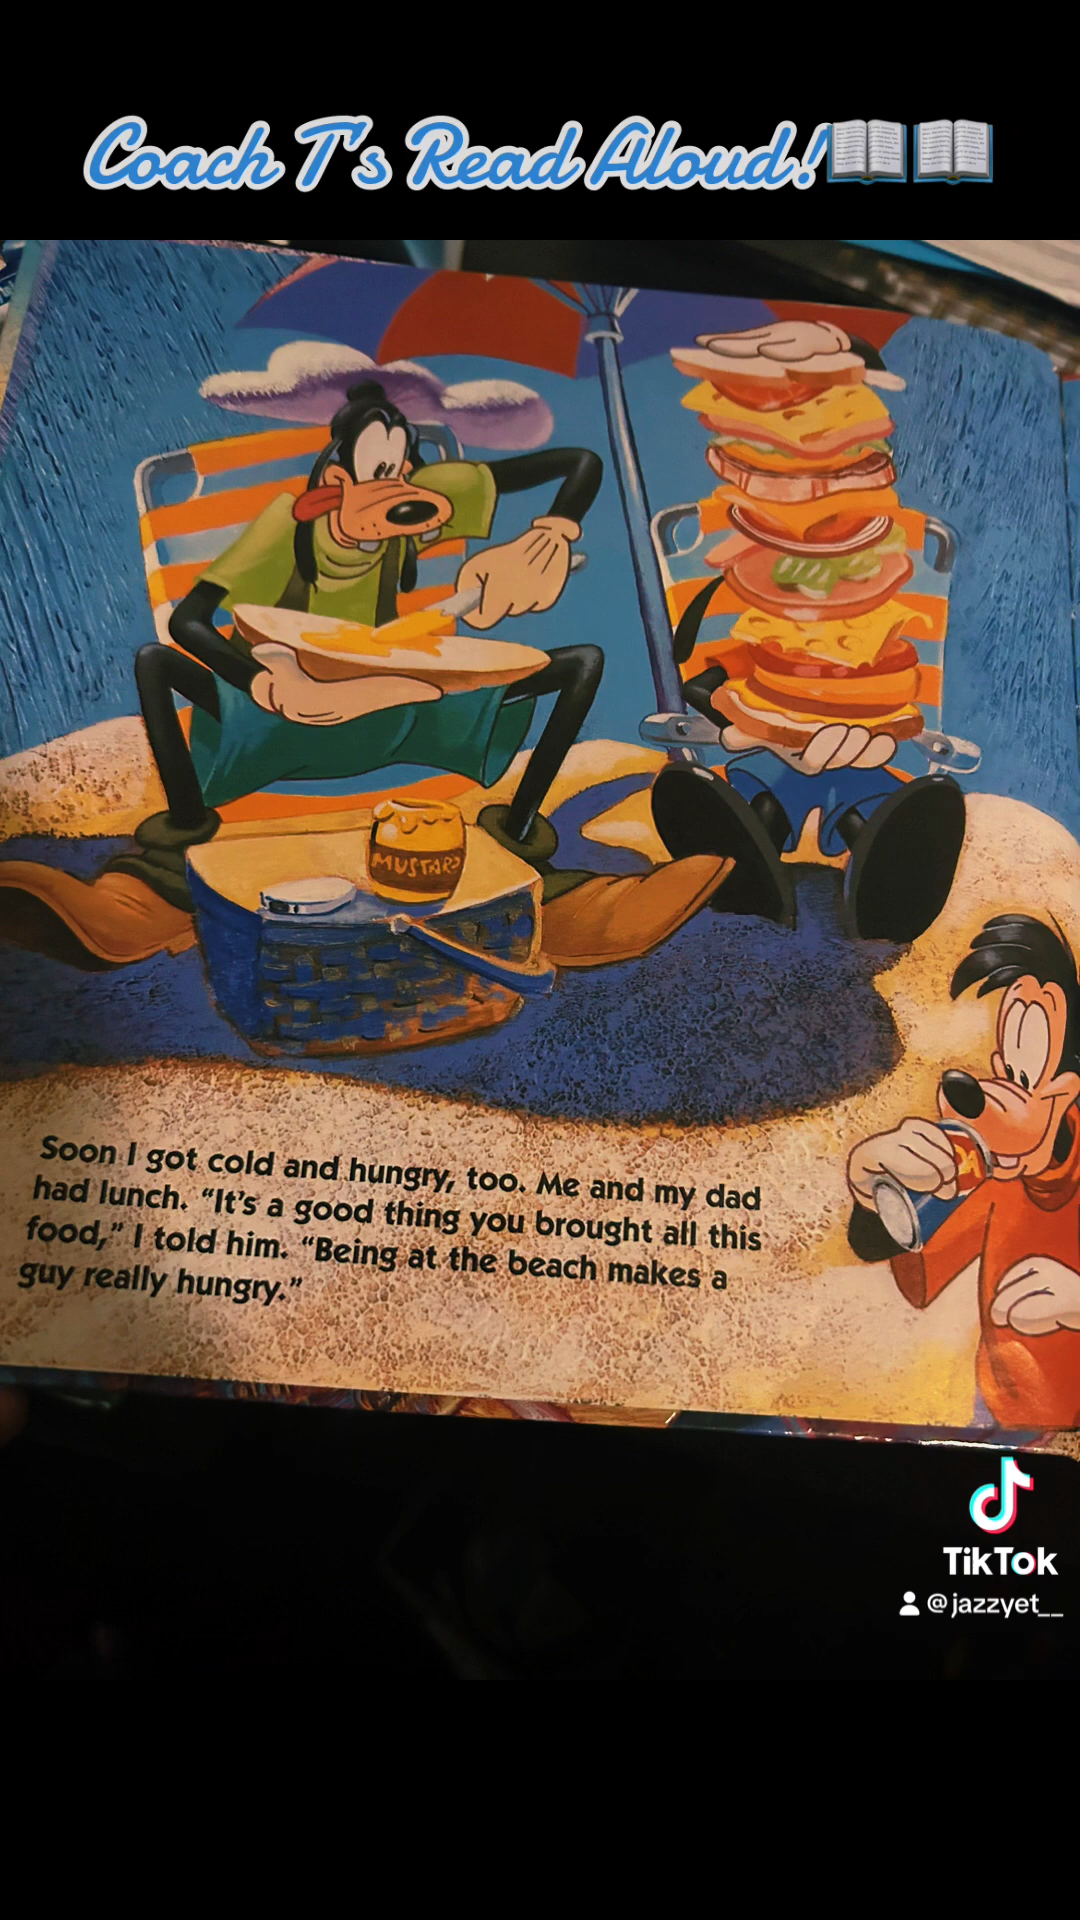 Coach T's Read Aloud!📖📖
MUSTARD
Soon I got cold and hungry, too. Me and my dad
had lunch. “It’s a good thing you brought all this
food,” I told him. “Being at the beach makes a
guy really hungry.”
TikTok
@jazzyet__